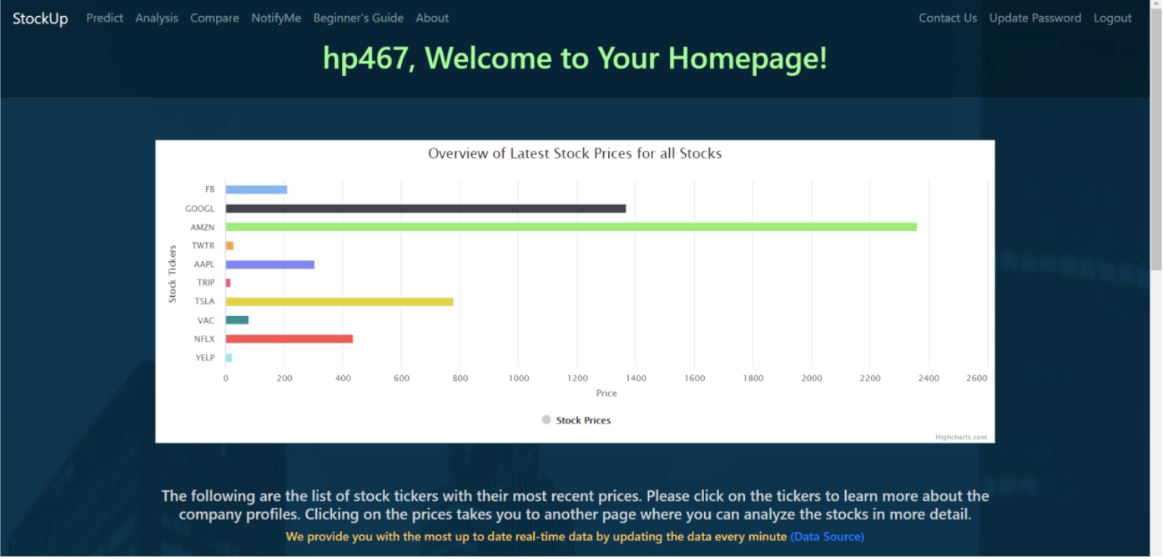 StockUp Predict Analysis Compare NotifyMe Beginner's Guide About Contact Us Update Password Logout
hp467, Welcome to Your Homepage!
Overview of Latest Stock Prices for all Stocks
Stock Tickers
FB
GOOGL
AMZN
TWTR
AAPL
TRIP
TSLA
VAC
NFLX
YELP
0 200 400 600 800 1000 1200 1400 1600 1800 2000 2200 2400 2600
Price
Stock Prices
Highcharts.com
The following are the list of stock tickers with their most recent prices. Please click on the tickers to learn more about the
company profiles. Clicking on the prices takes you to another page where you can analyze the stocks in more detail.
We provide you with the most up to date real-time data by updating the data every minute (Data Source)